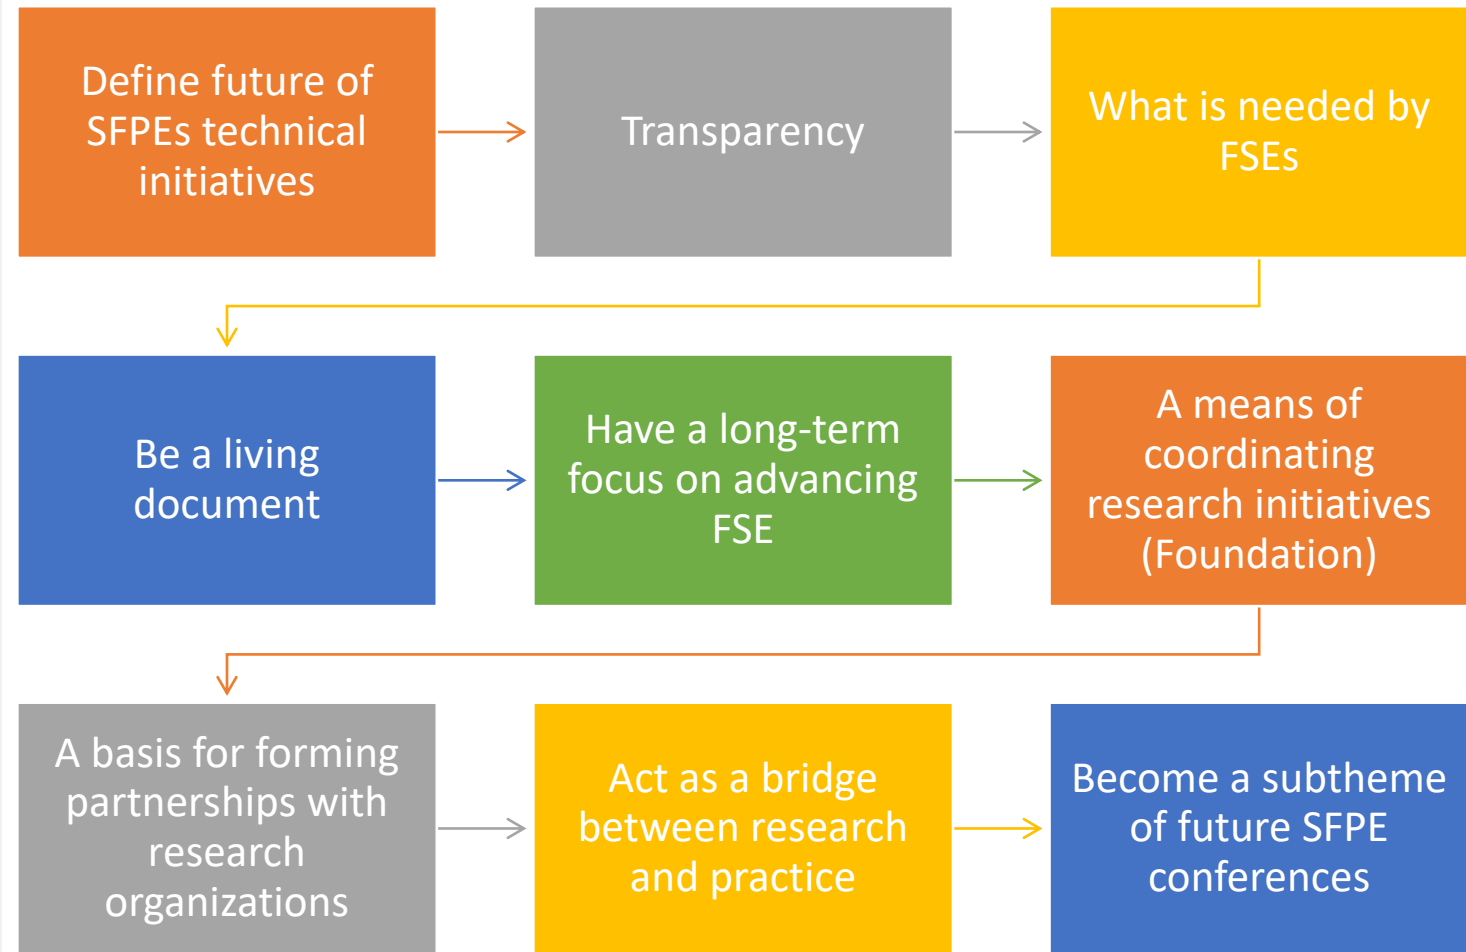 Define future of
SFPEs technical
initiatives
Transparency
What is needed by
FSEs
Be a living
document
Have a long-term
focus on advancing
FSE
A means of
coordinating
research initiatives
(Foundation)
A basis for forming
partnerships with
research
organizations
Act as a bridge
between research
and practice
Become a subtheme
of future SFPE
conferences